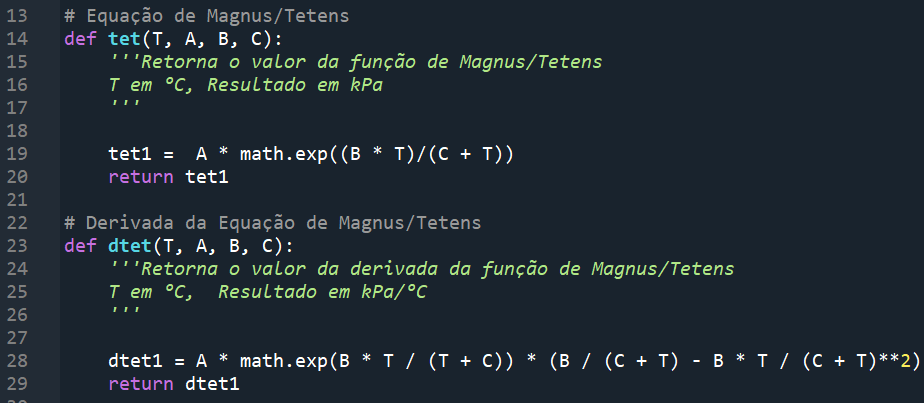 13 # Equação de Magnus/Tetens
14 def tet(T, A, B, C):
15     '''Retorna o valor da função de Magnus/Tetens
16     T em °C, Resultado em kPa
17     '''
18
19     tet1 =  A * math.exp((B * T)/(C + T))
20     return tet1
21
22 # Derivada da Equação de Magnus/Tetens
23 def dtet(T, A, B, C):
24     '''Retorna o valor da derivada da função de Magnus/Tetens
25     T em °C,  Resultado em kPa/°C
26     '''
27
28     dtet1 = A * math.exp(B * T / (T + C)) * (B / (C + T) - B * T / (C + T)**2)
29     return dtet1